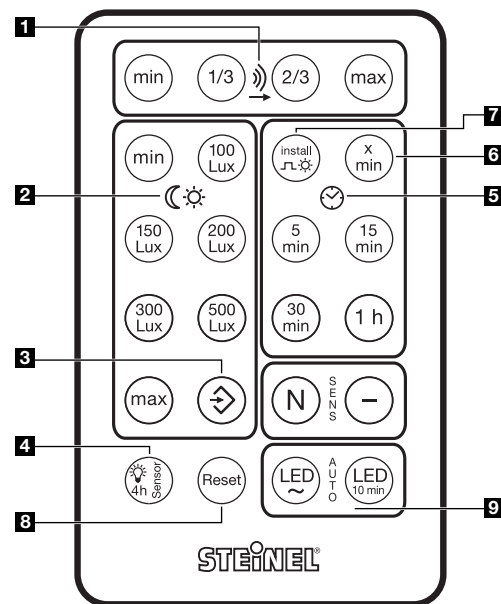 1
min 1/3 2/3 max
7
min 100 Lux install x min
6
2
5
150 Lux 200 Lux 5 min 15 min
300 Lux 500 Lux 30 min 1 h
3
max N SENS −
4
4h Sensor Reset LED ~ AUTO LED 10 min
8
9
STEINEL®